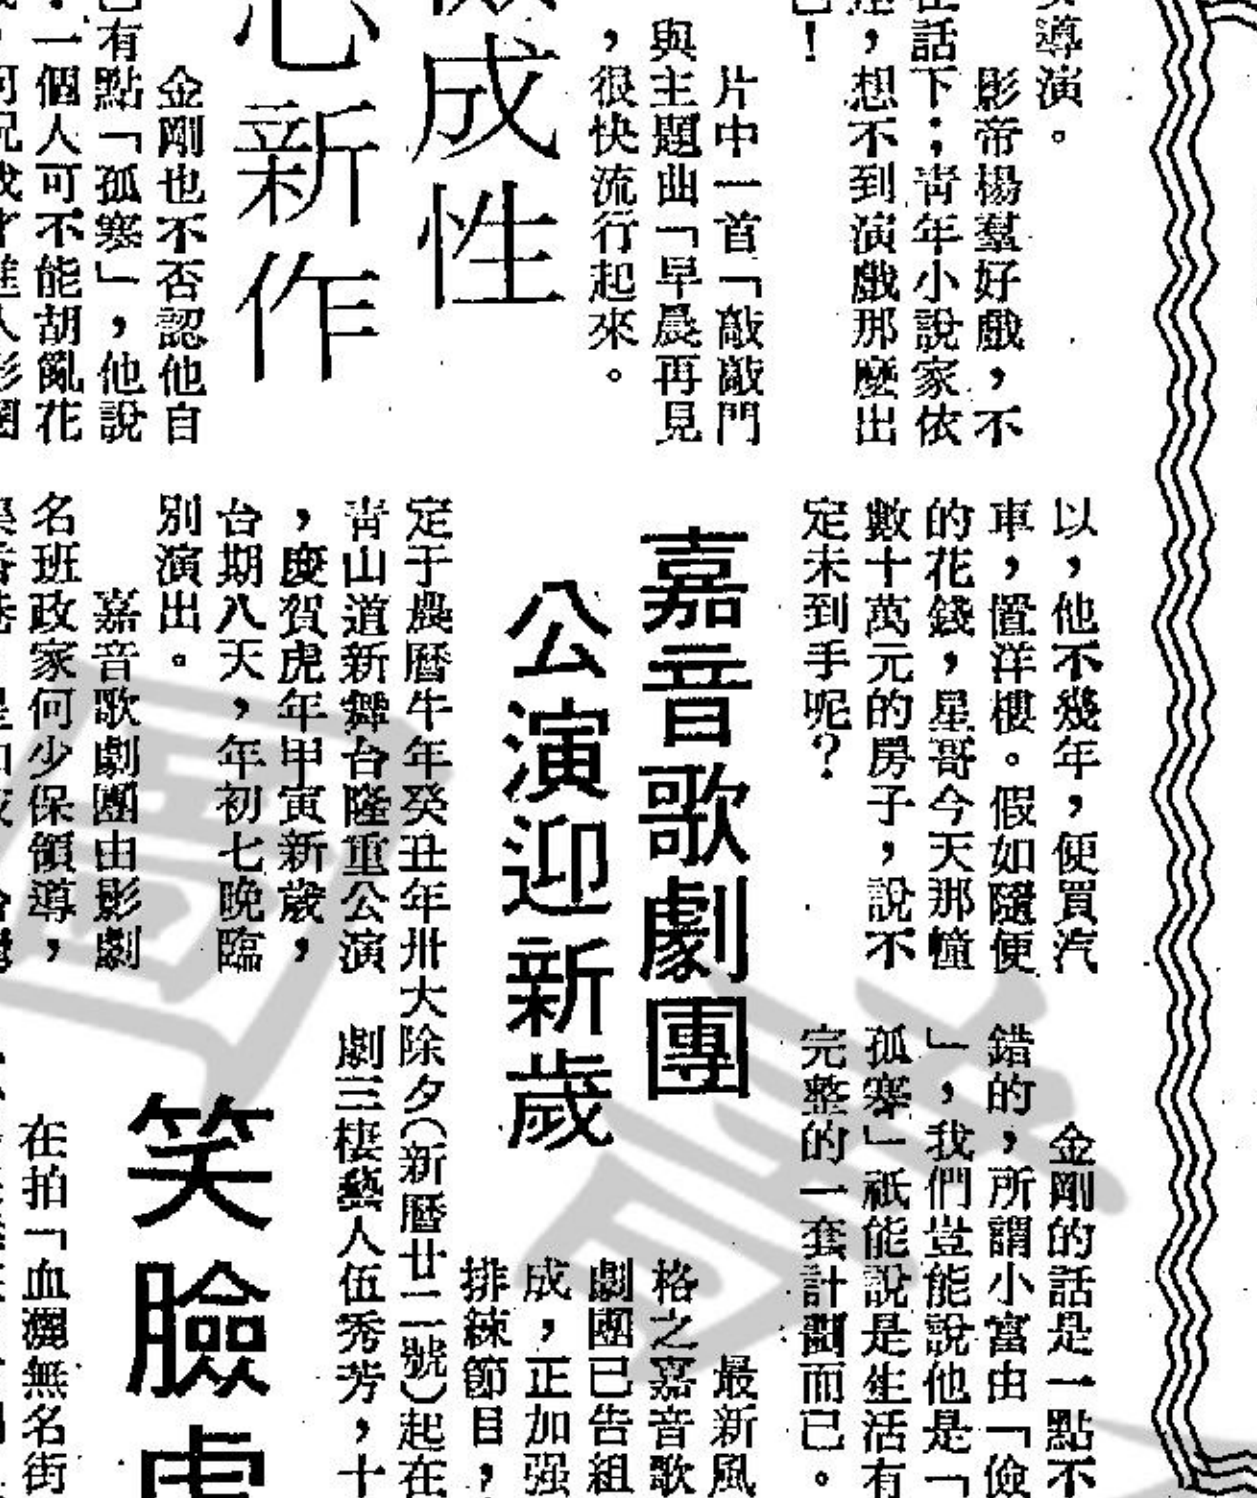 導演。
影帝楊羣好戲，不
話下；青年小說家依
，想不到演戲那麼出
！
片中一首「敲敲門
與主題曲「早晨再見
，很快流行起來。
成性
心新作
金剛也不否認他自
有點「孤寒」，他說
：一個人可不能胡亂花
以，他不幾年，便買汽
車，置洋樓。假如隨便
的花錢，星哥今天那幢
數十萬元的房子，說不
定未到手呢？
金剛的話是一點不
錯的，所謂小富由「儉
」，我們豈能說他是「
孤寒」祇能說是生活有
完整的一套計劃而已。
嘉音歌劇團
公演迎新歲
最新風
格之嘉音歌
劇團已告組
成，正加强
排練節目，
定于農曆牛年癸丑年卅大除夕（新曆廿二號）起在
青山道新舞台隆重公演
，慶賀虎年甲寅新歲，
台期八天，年初七晚臨
別演出。
嘉音歌劇團由影劇
名班政家何少保領導，
劇三棲藝人伍秀芳，十
笑臉
在拍「血灑無名街